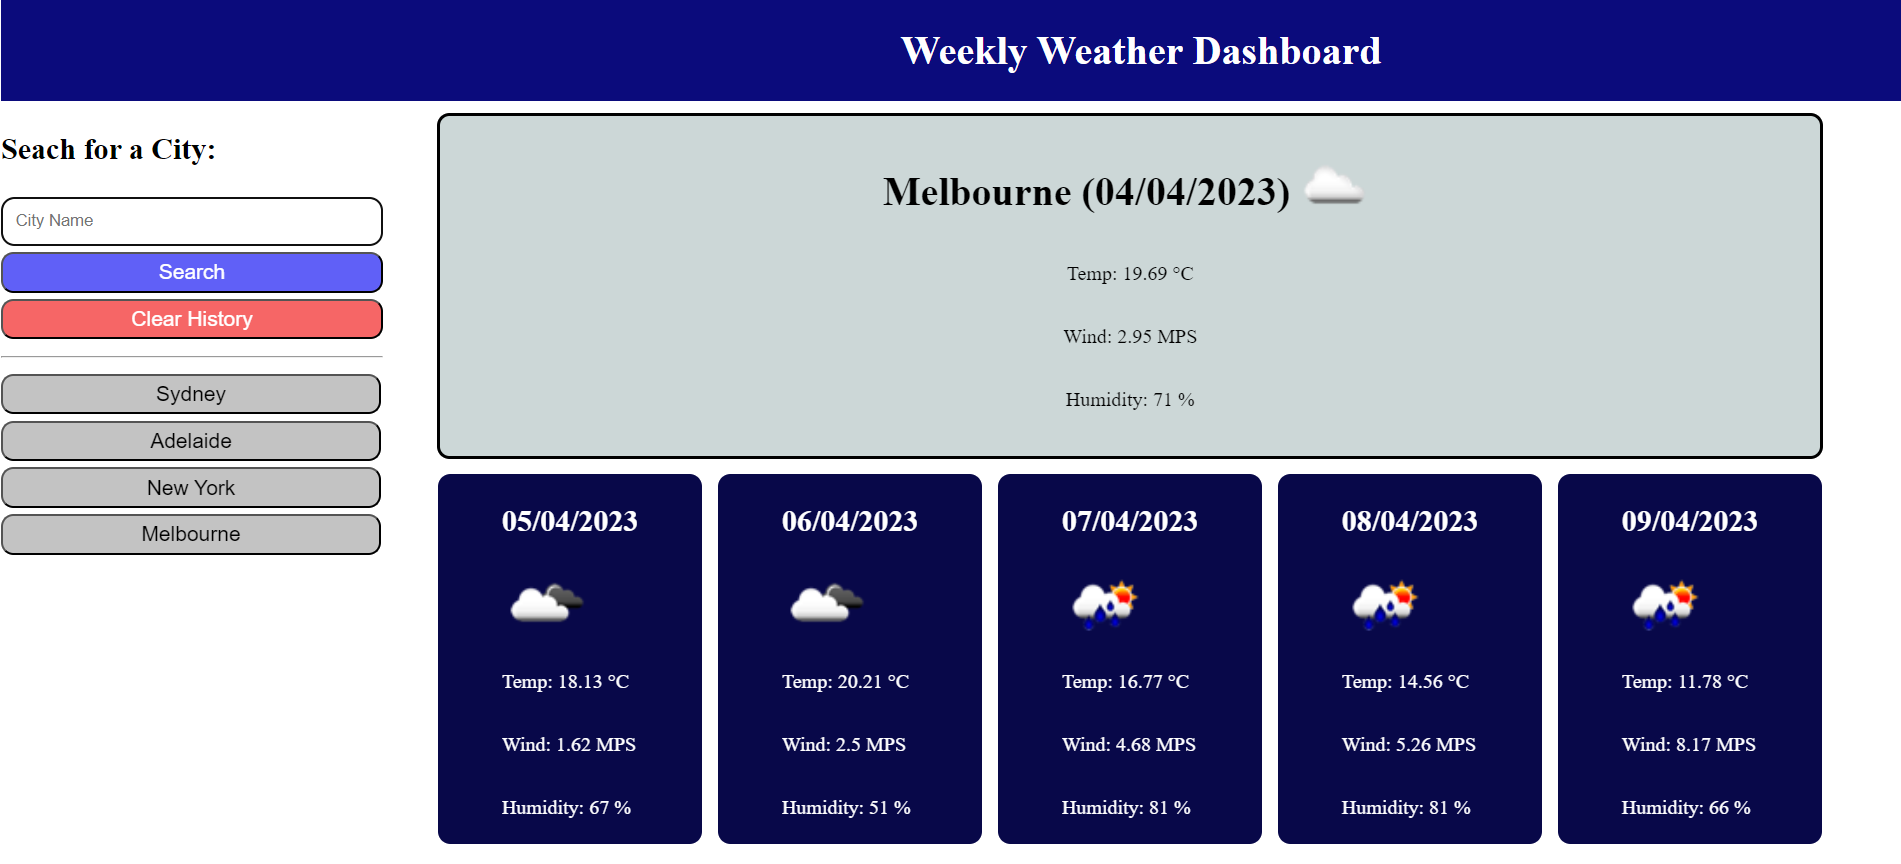 Weekly Weather Dashboard
Seach for a City:
City Name
Search
Clear History
Sydney
Adelaide
New York
Melbourne
Melbourne (04/04/2023)
Temp: 19.69 °C
Wind: 2.95 MPS
Humidity: 71 %
05/04/2023
Temp: 18.13 °C
Wind: 1.62 MPS
Humidity: 67 %
06/04/2023
Temp: 20.21 °C
Wind: 2.5 MPS
Humidity: 51 %
07/04/2023
Temp: 16.77 °C
Wind: 4.68 MPS
Humidity: 81 %
08/04/2023
Temp: 14.56 °C
Wind: 5.26 MPS
Humidity: 81 %
09/04/2023
Temp: 11.78 °C
Wind: 8.17 MPS
Humidity: 66 %